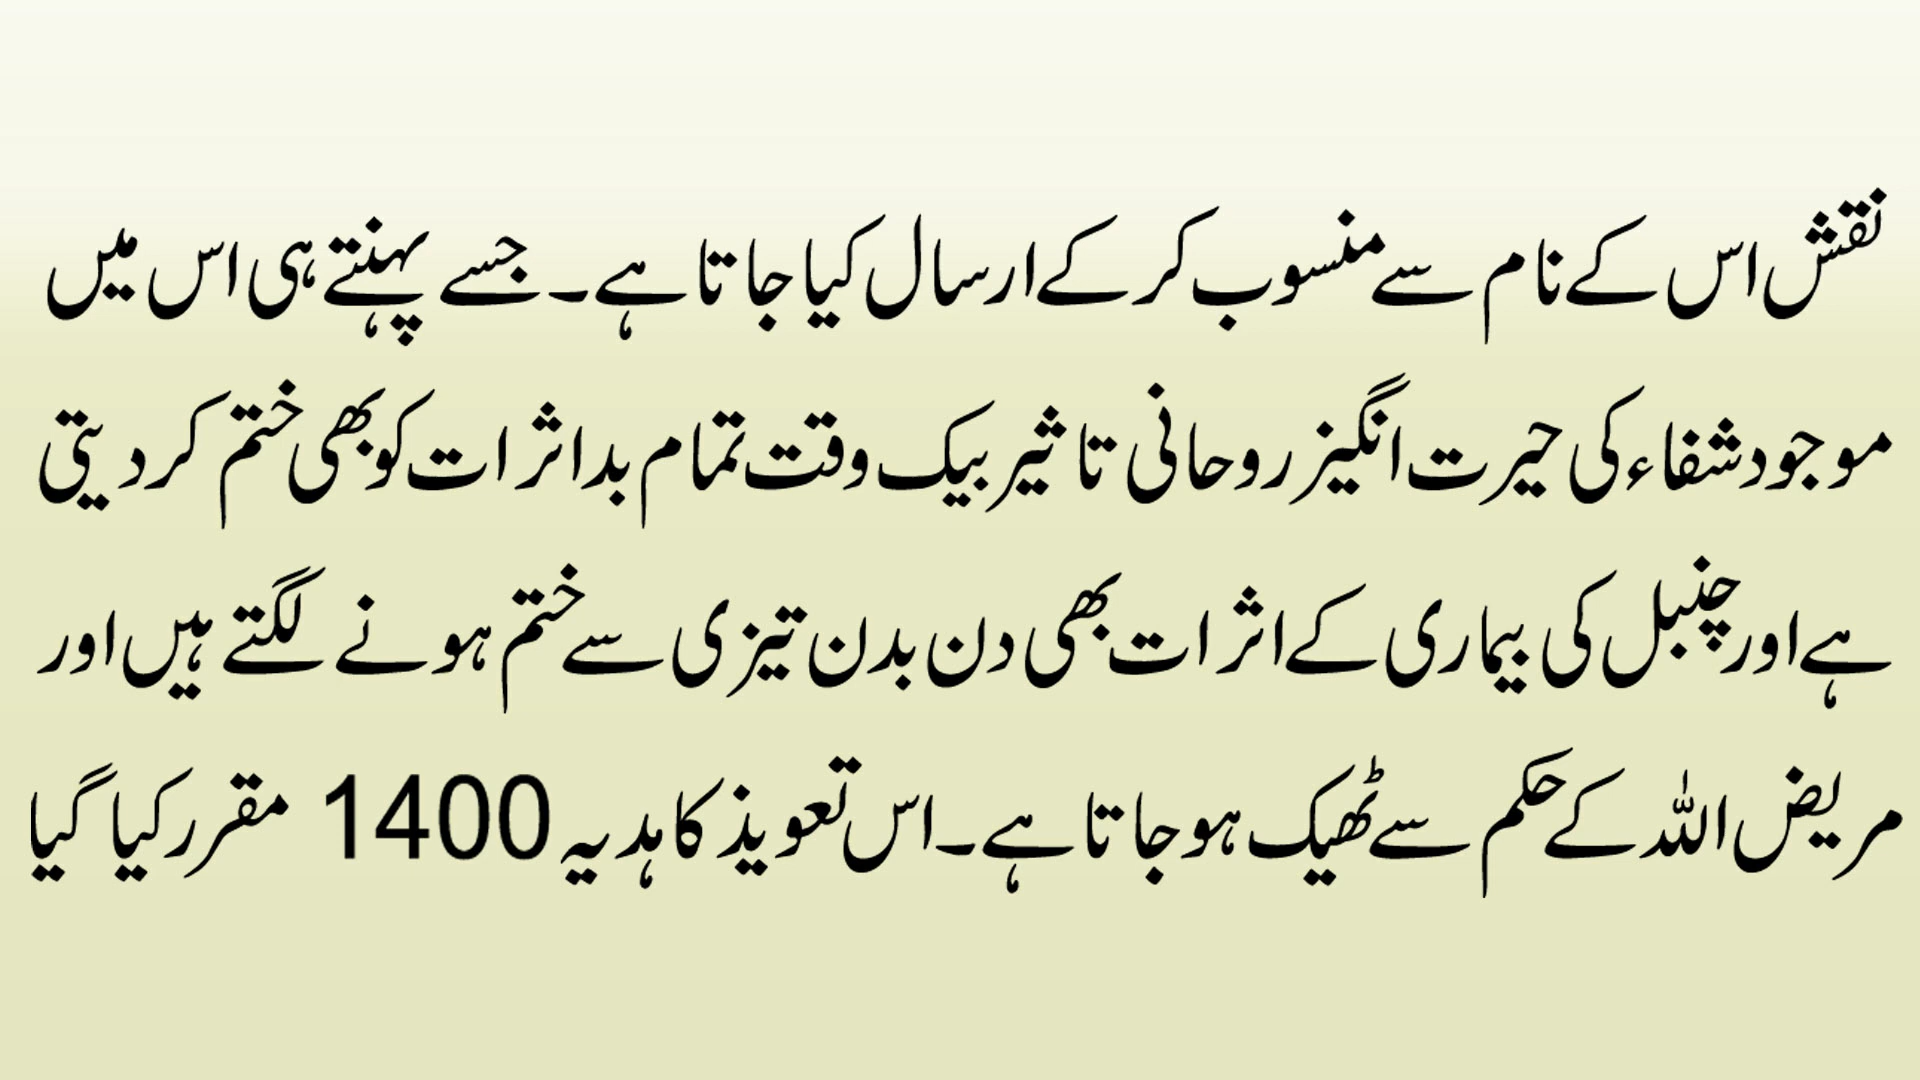 نقش اس کے نام سے منسوب کر کے ارسال کیا جاتا ہے۔ جسے پہنتے ہی اس میں
موجود شفاء کی حیرت انگیز روحانی تاثیر بیک وقت تمام بداثرات کو بھی ختم کر دیتی
ہے اور چنبل کی بیماری کے اثرات بھی دن بدن تیزی سے ختم ہونے لگتے ہیں اور
مریض اللہ کے حکم سے ٹھیک ہو جاتا ہے۔ اس تعویذ کا ہدیہ 1400 مقرر کیا گیا